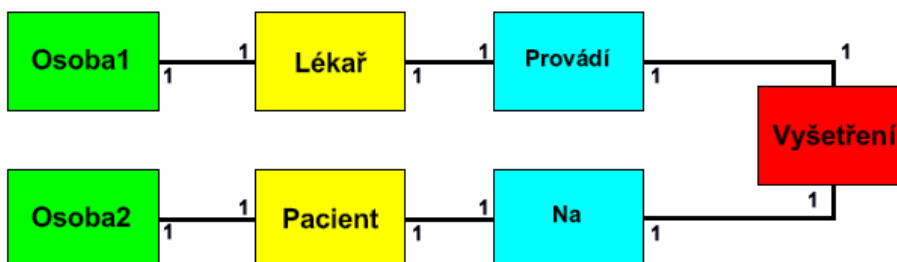 Osoba1 1 1 Lékař 1 1 Provádí 1 1
Vyšetření
Osoba2 1 1 Pacient 1 1 Na 1 1